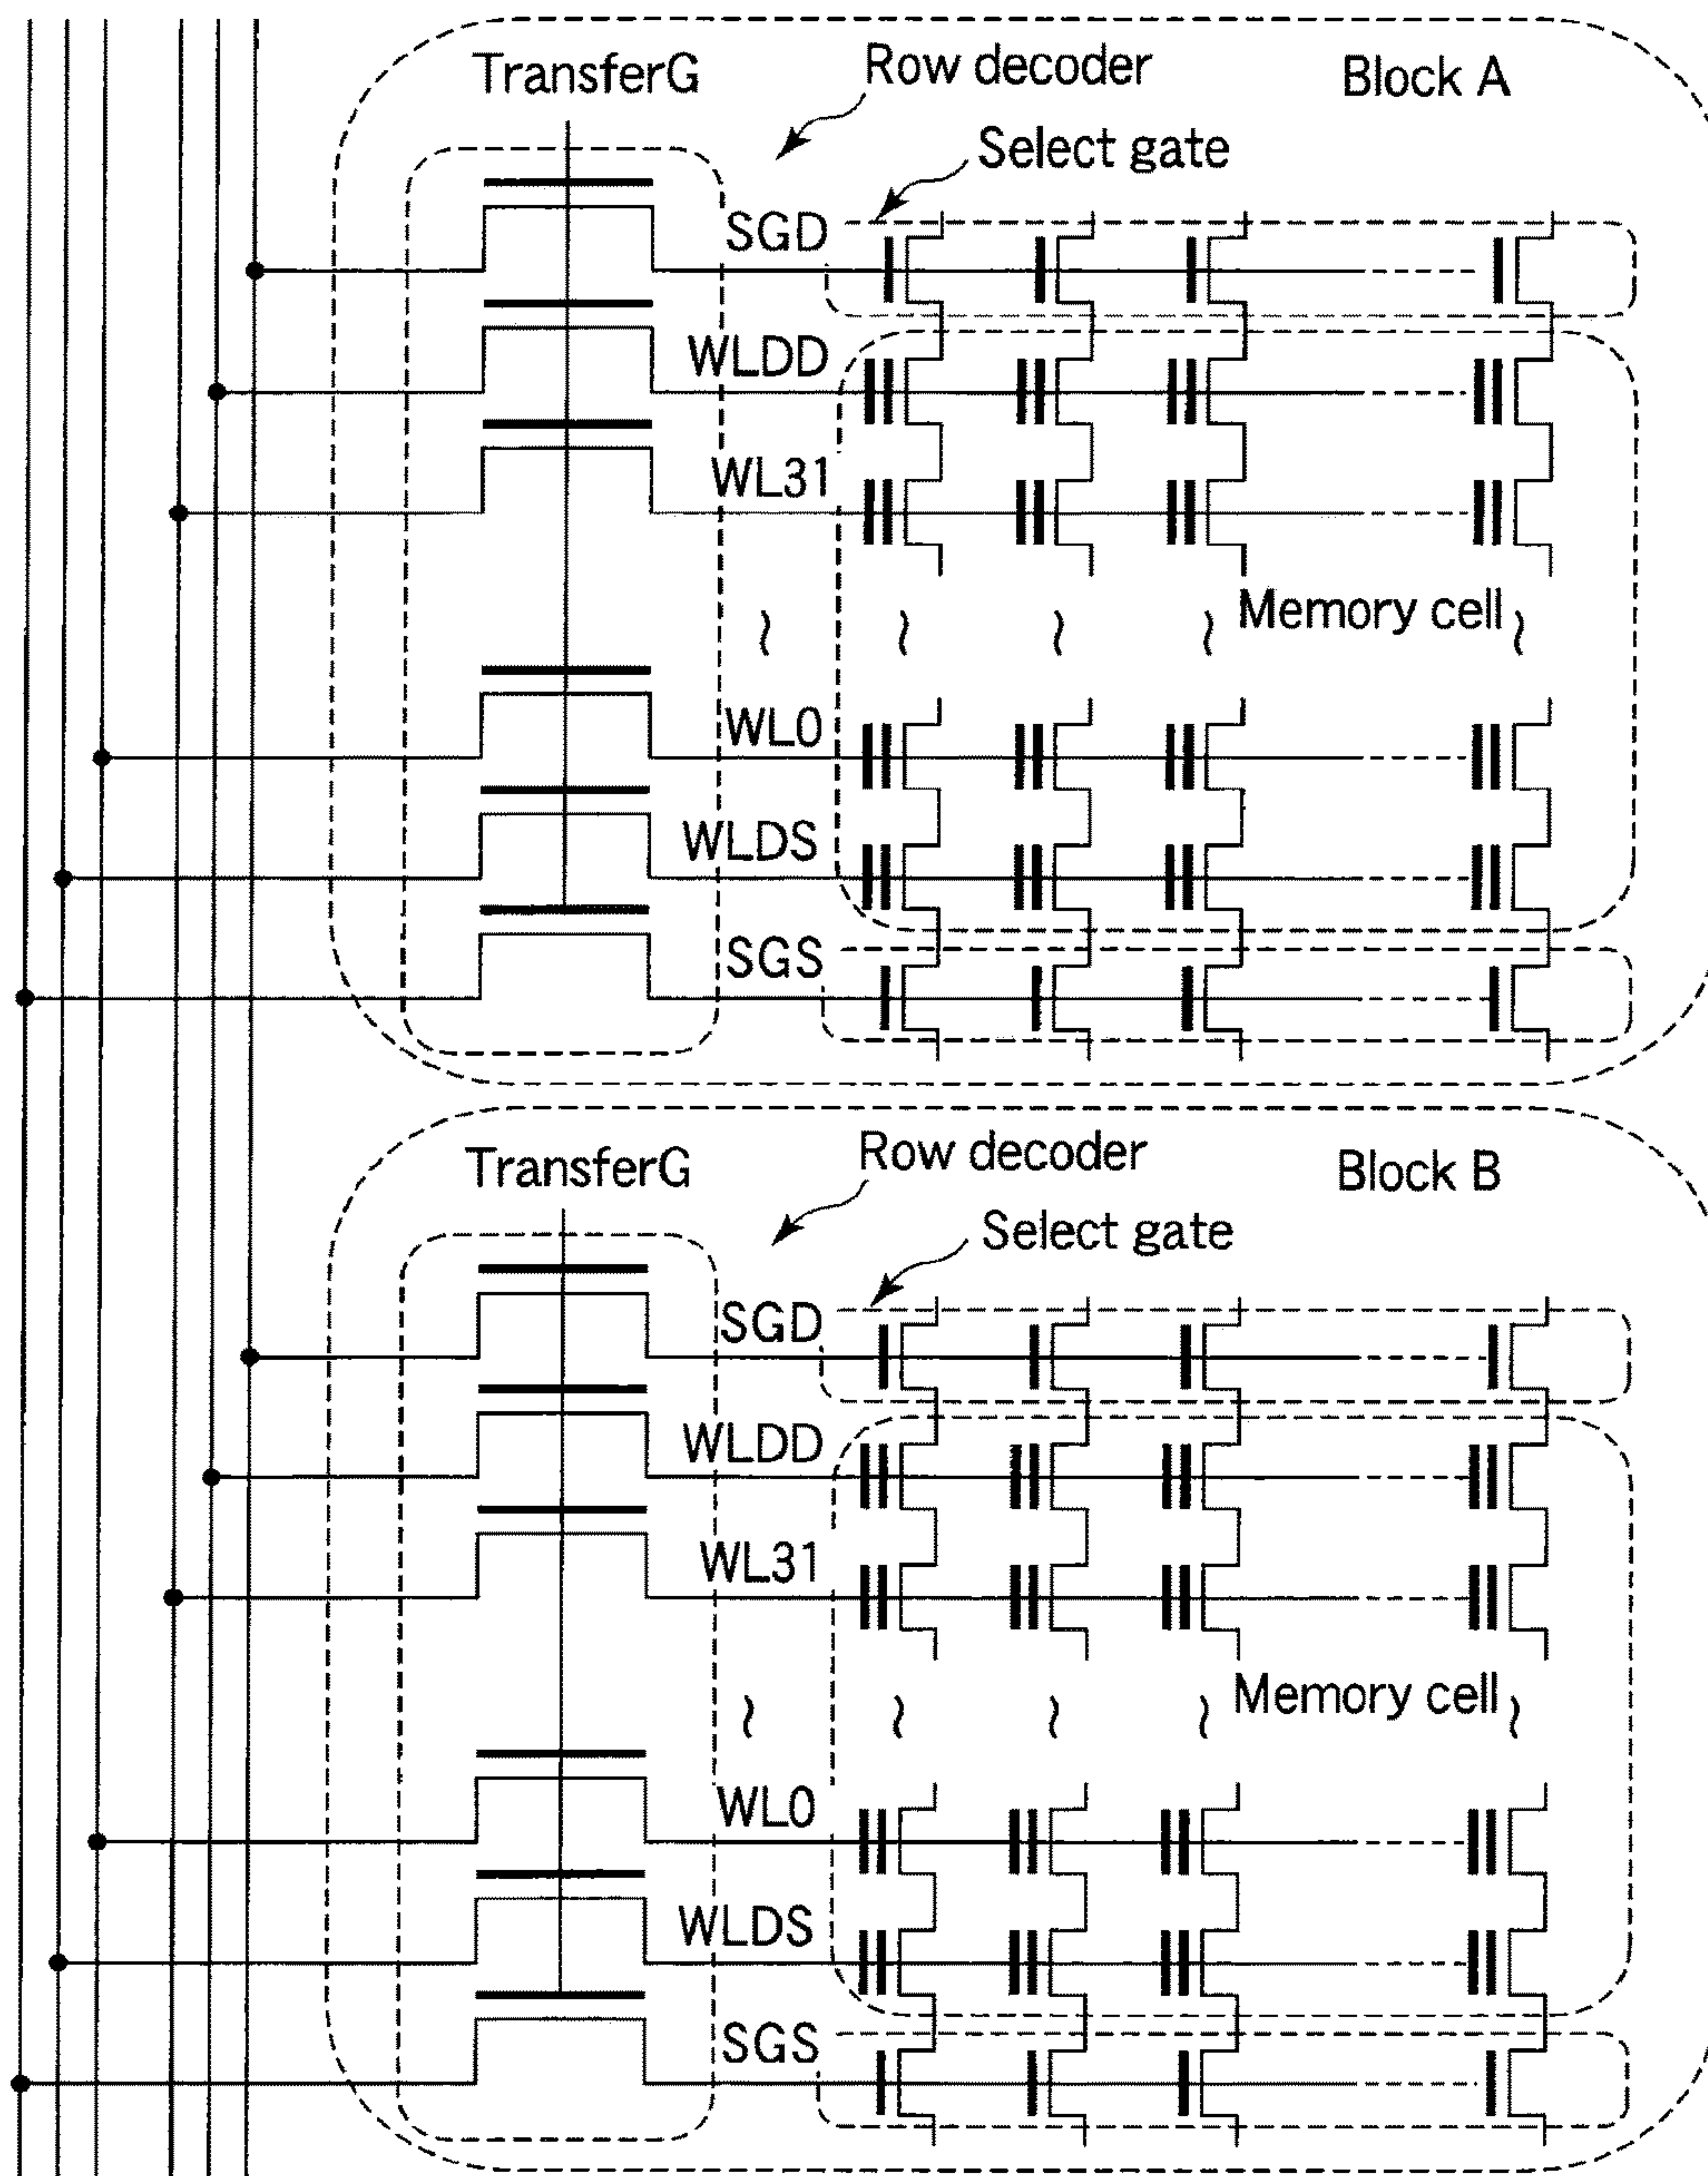 TransferG
Row decoder
Block A
Select gate
SGD
WLDD
WL31
Memory cell
WL0
WLDS
SGS
TransferG
Row decoder
Block B
Select gate
SGD
WLDD
WL31
Memory cell
WL0
WLDS
SGS